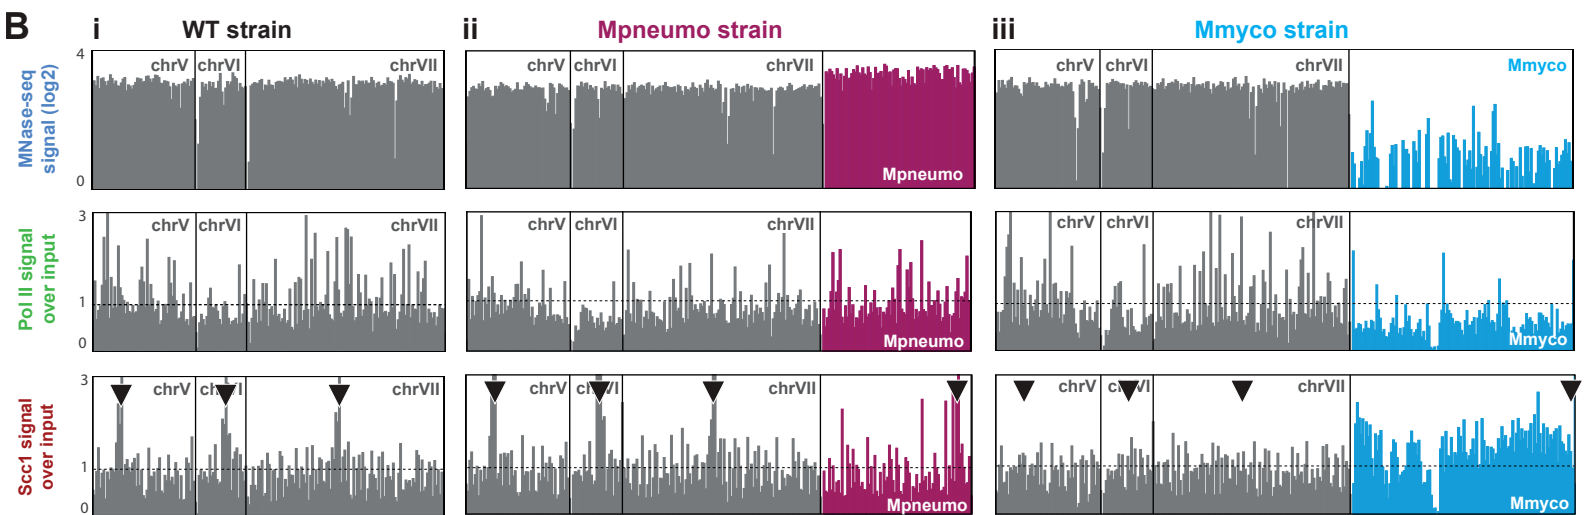 B
i WT strain
ii Mpneumo strain
iii Mmyco strain
MNase-seq
signal (log2)
4
0
chrV chrVI chrVII
chrV chrVI chrVII
Mpneumo
chrV chrVI chrVII
Mmyco
Pol II signal
over input
3
1
0
chrV chrVI chrVII
chrV chrVI chrVII
Mpneumo
chrV chrVI chrVII
Mmyco
Scc1 signal
over input
3
1
0
chrV chrVI chrVII
chrV chrVI chrVII
Mpneumo
chrV chrVI chrVII
Mmyco